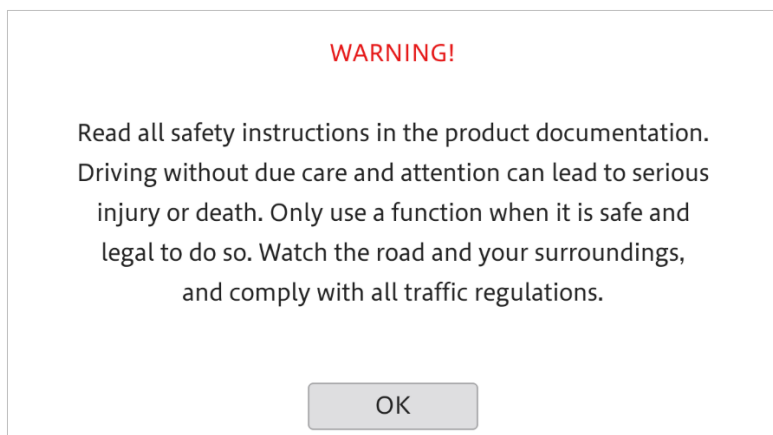 WARNING!
Read all safety instructions in the product documentation.
Driving without due care and attention can lead to serious
injury or death. Only use a function when it is safe and
legal to do so. Watch the road and your surroundings,
and comply with all traffic regulations.
OK